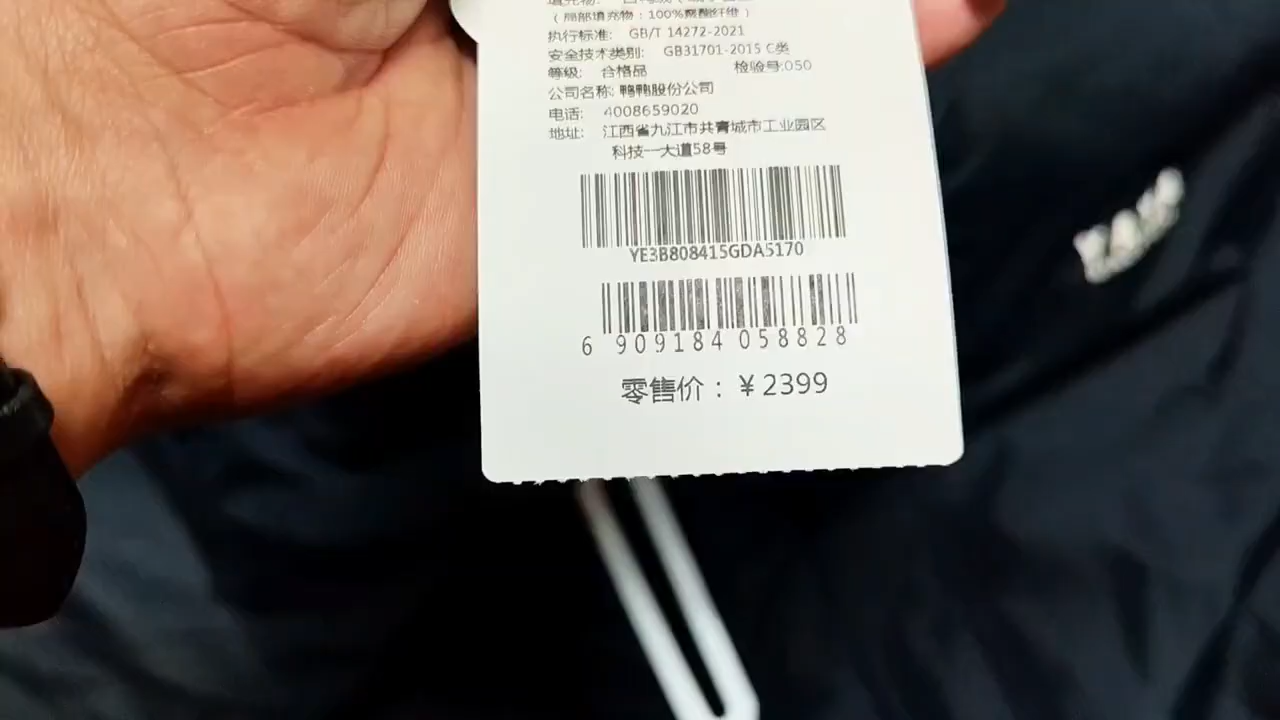 （局部填充物：100%聚酯纤维）
执行标准: GB/T 14272-2021
安全技术类别: GB31701-2015 C类
等级: 合格品 检验号:050
公司名称: 鸭鸭股份公司
电话: 4008659020
地址: 江西省九江市共青城市工业园区
科技一大道58号
YE3B808415GDA5170
6 909184 058828
零售价：￥2399